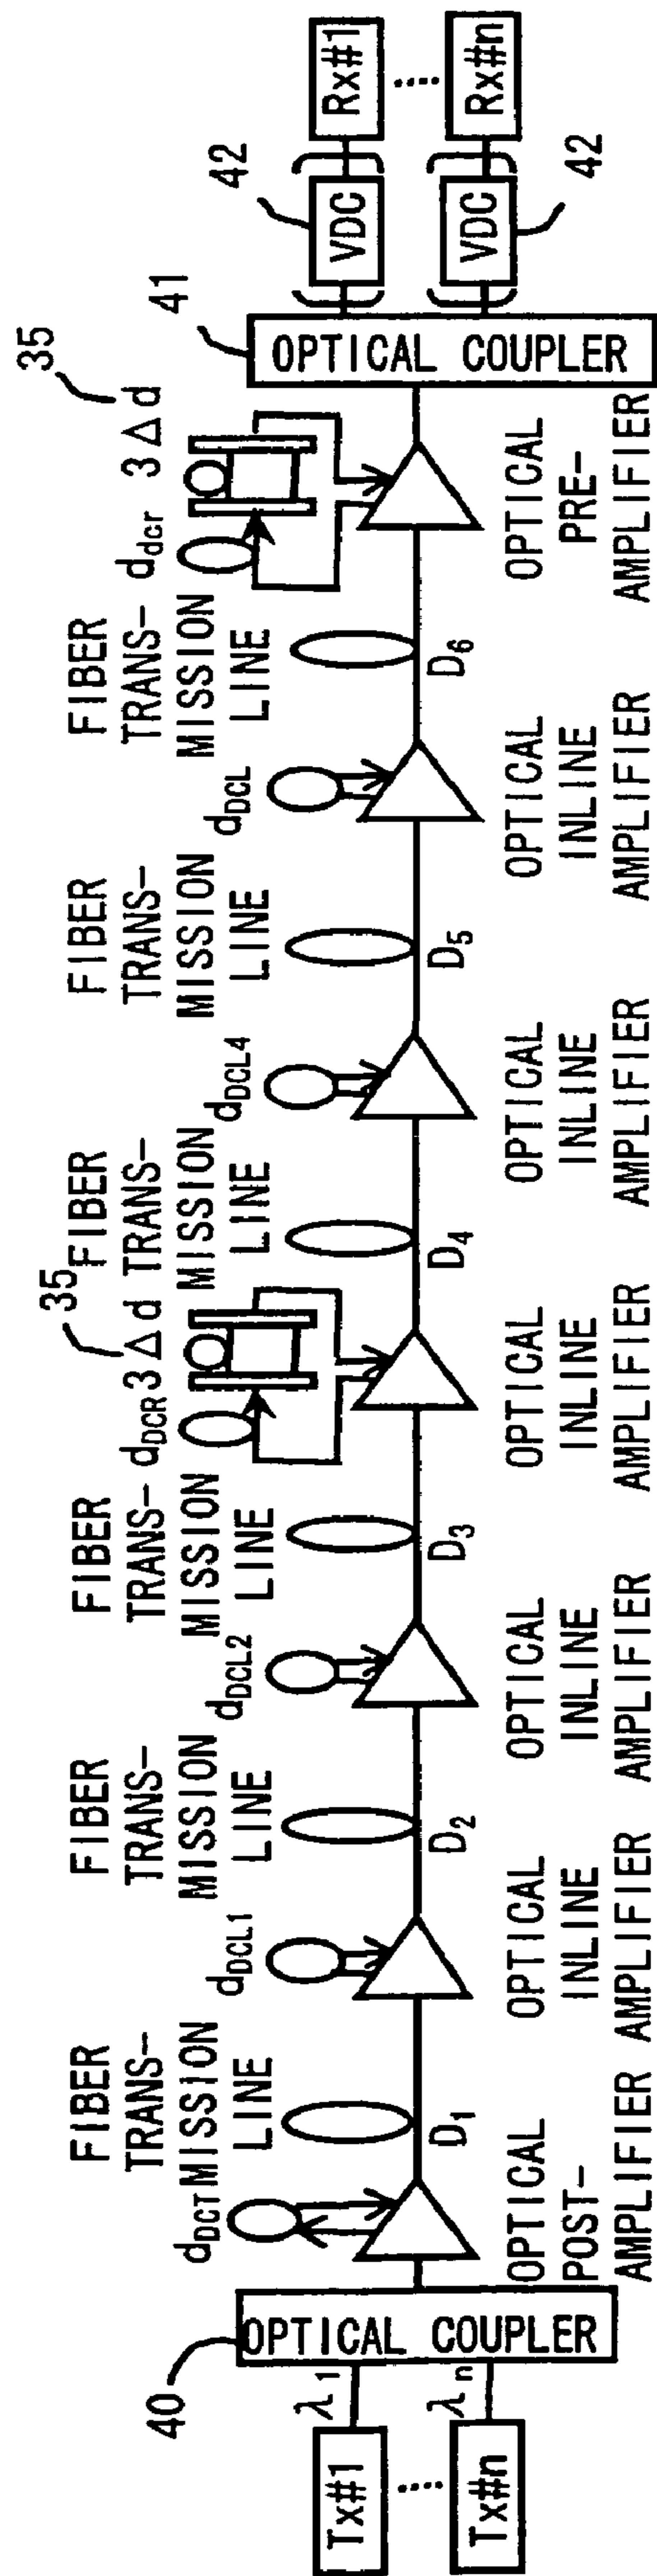 Tx#1
Tx#n
λ1
λn
40
OPTICAL COUPLER
dDCT
OPTICAL
POST-
AMPLIFIER
FIBER
TRANS-
MISSION
LINE
D1
dDCL1
OPTICAL
INLINE
AMPLIFIER
FIBER
TRANS-
MISSION
LINE
D2
dDCL2
OPTICAL
INLINE
AMPLIFIER
FIBER
TRANS-
MISSION
LINE
D3
dDCR 3Δd
35
OPTICAL
INLINE
AMPLIFIER
FIBER
TRANS-
MISSION
LINE
D4
dDCL4
OPTICAL
INLINE
AMPLIFIER
FIBER
TRANS-
MISSION
LINE
D5
dDCL
OPTICAL
INLINE
AMPLIFIER
FIBER
TRANS-
MISSION
LINE
D6
ddcr 3Δd
35
OPTICAL
PRE-
AMPLIFIER
41
OPTICAL COUPLER
42
VDC
VDC
42
Rx#1
Rx#n